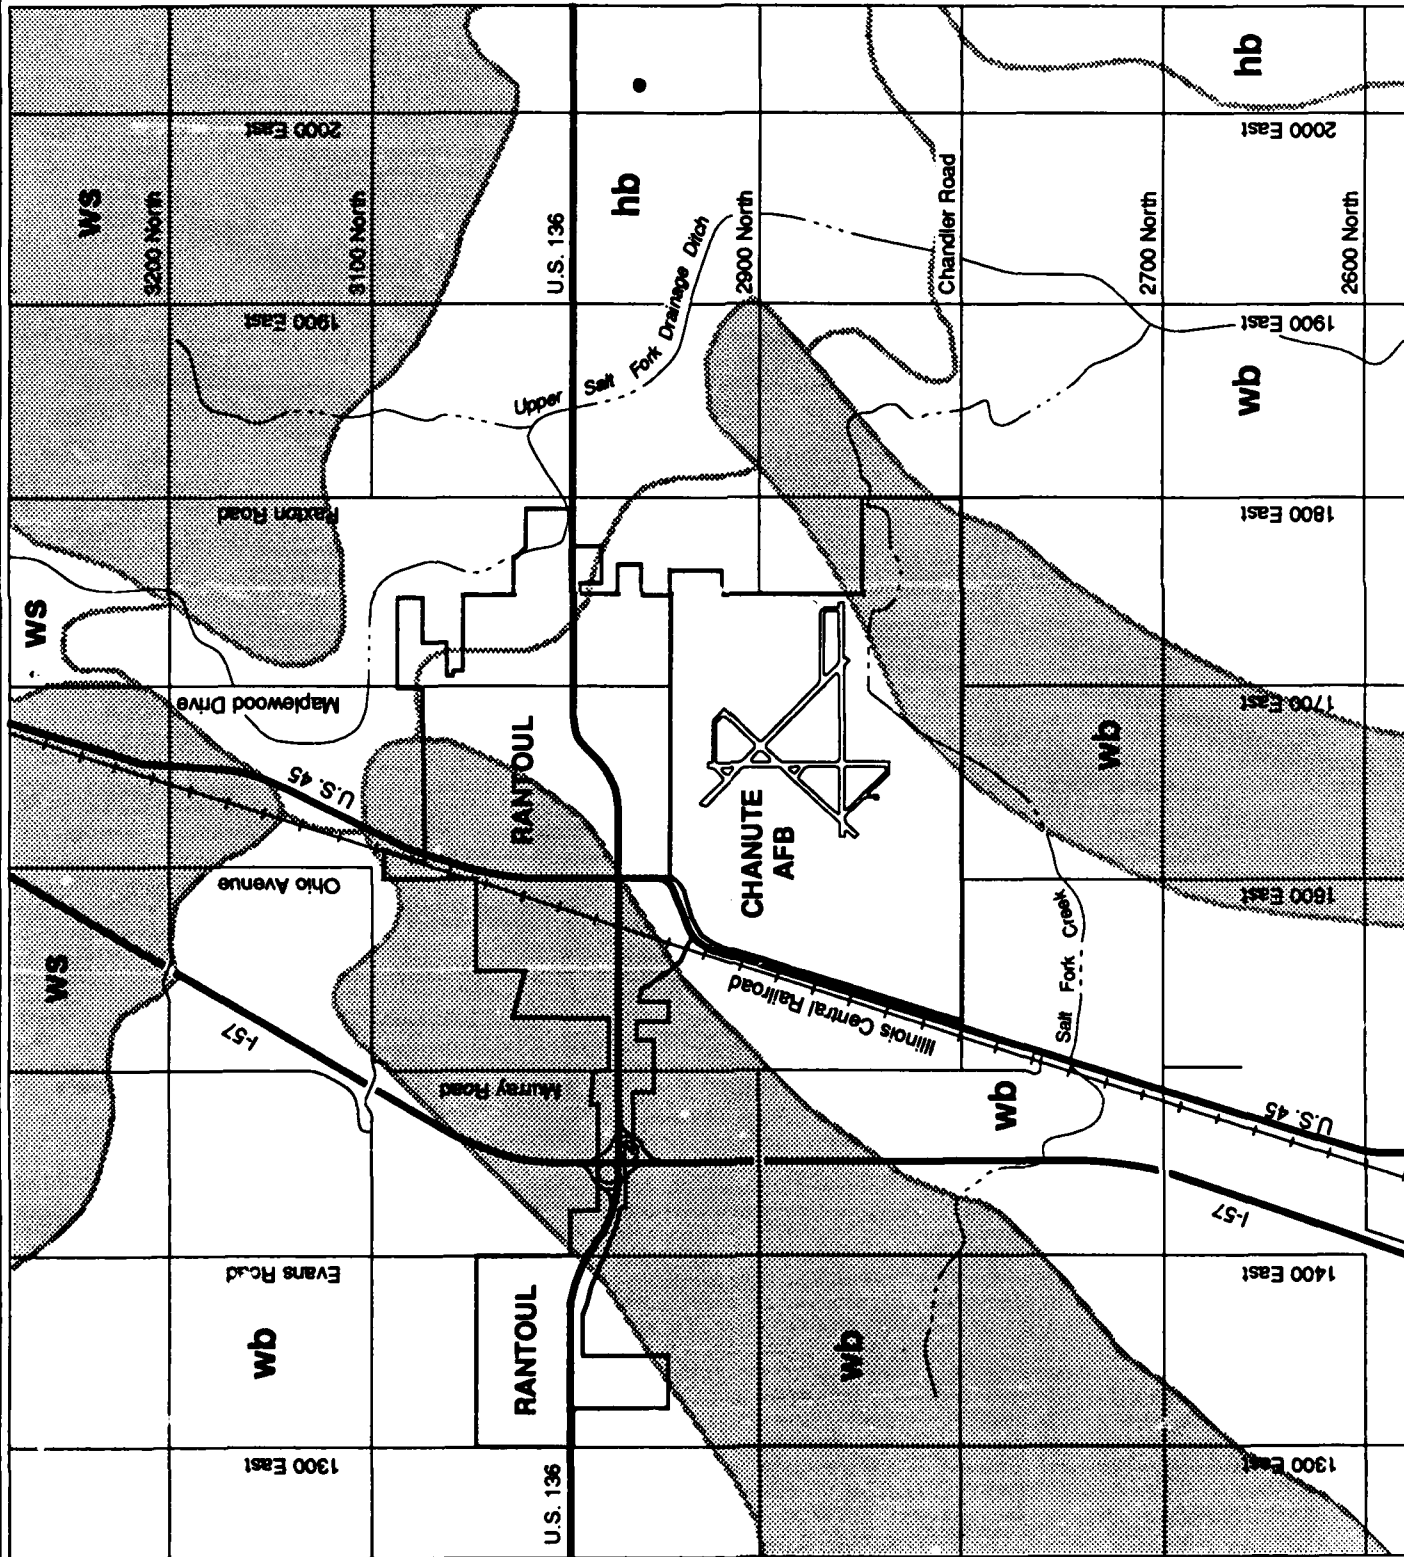 ws
3200 North
2000 East
3100 North
1900 East
U.S. 136
hb
Upper Salt Fork Drainage Ditch
2900 North
Chandler Road
hb
2000 East
2700 North
2600 North
1900 East
wb
ws
Paxton Road
1800 East
Maplewood Drive
U.S. 45
RANTOUL
CHANUTE
AFB
1700 East
wb
Ohio Avenue
ws
I-57
Illinois Central Railroad
Salt Fork Creek
1600 East
Murray Road
wb
U.S. 45
I-57
Evans Road
wb
RANTOUL
wb
1400 East
1300 East
U.S. 136
1300 East